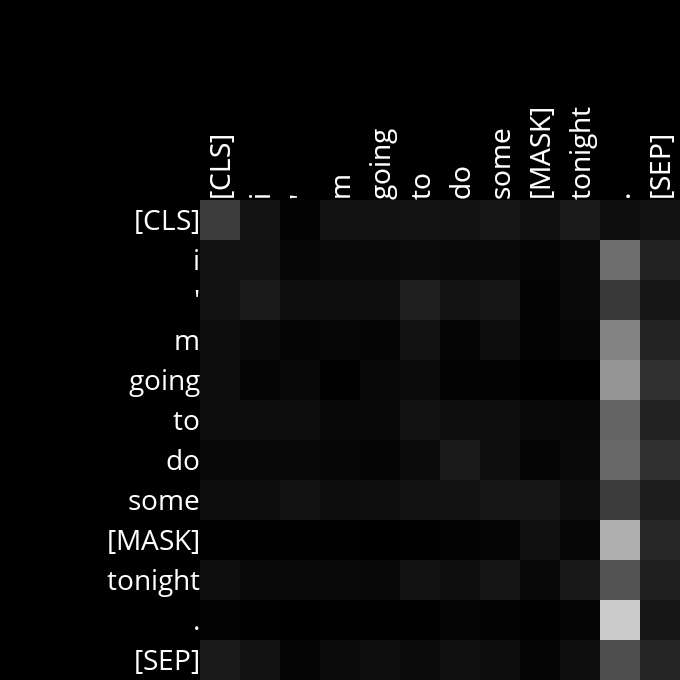 [CLS] i ' m going to do some [MASK] tonight . [SEP]
[CLS]
i
'
m
going
to
do
some
[MASK]
tonight
.
[SEP]